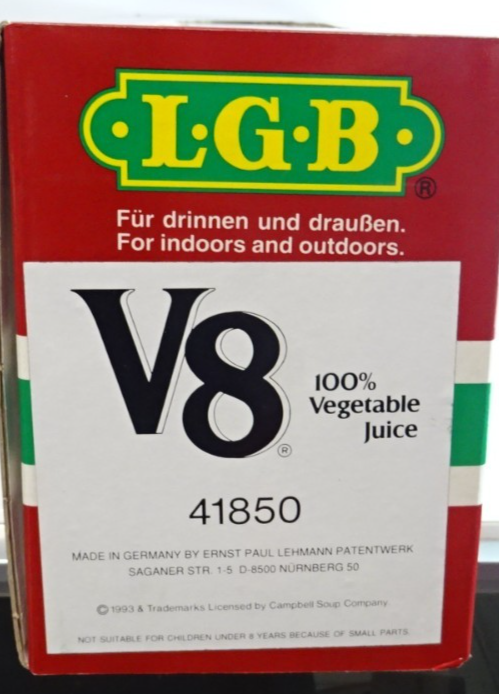 L·G·B
®
Für drinnen und draußen.
For indoors and outdoors.
V8
®
100%
Vegetable
Juice
41850
MADE IN GERMANY BY ERNST PAUL LEHMANN PATENTWERK
SAGANER STR. 1-5 D-8500 NÜRNBERG 50
© 1993 & Trademarks Licensed by Campbell Soup Company
NOT SUITABLE FOR CHILDREN UNDER 8 YEARS BECAUSE OF SMALL PARTS.